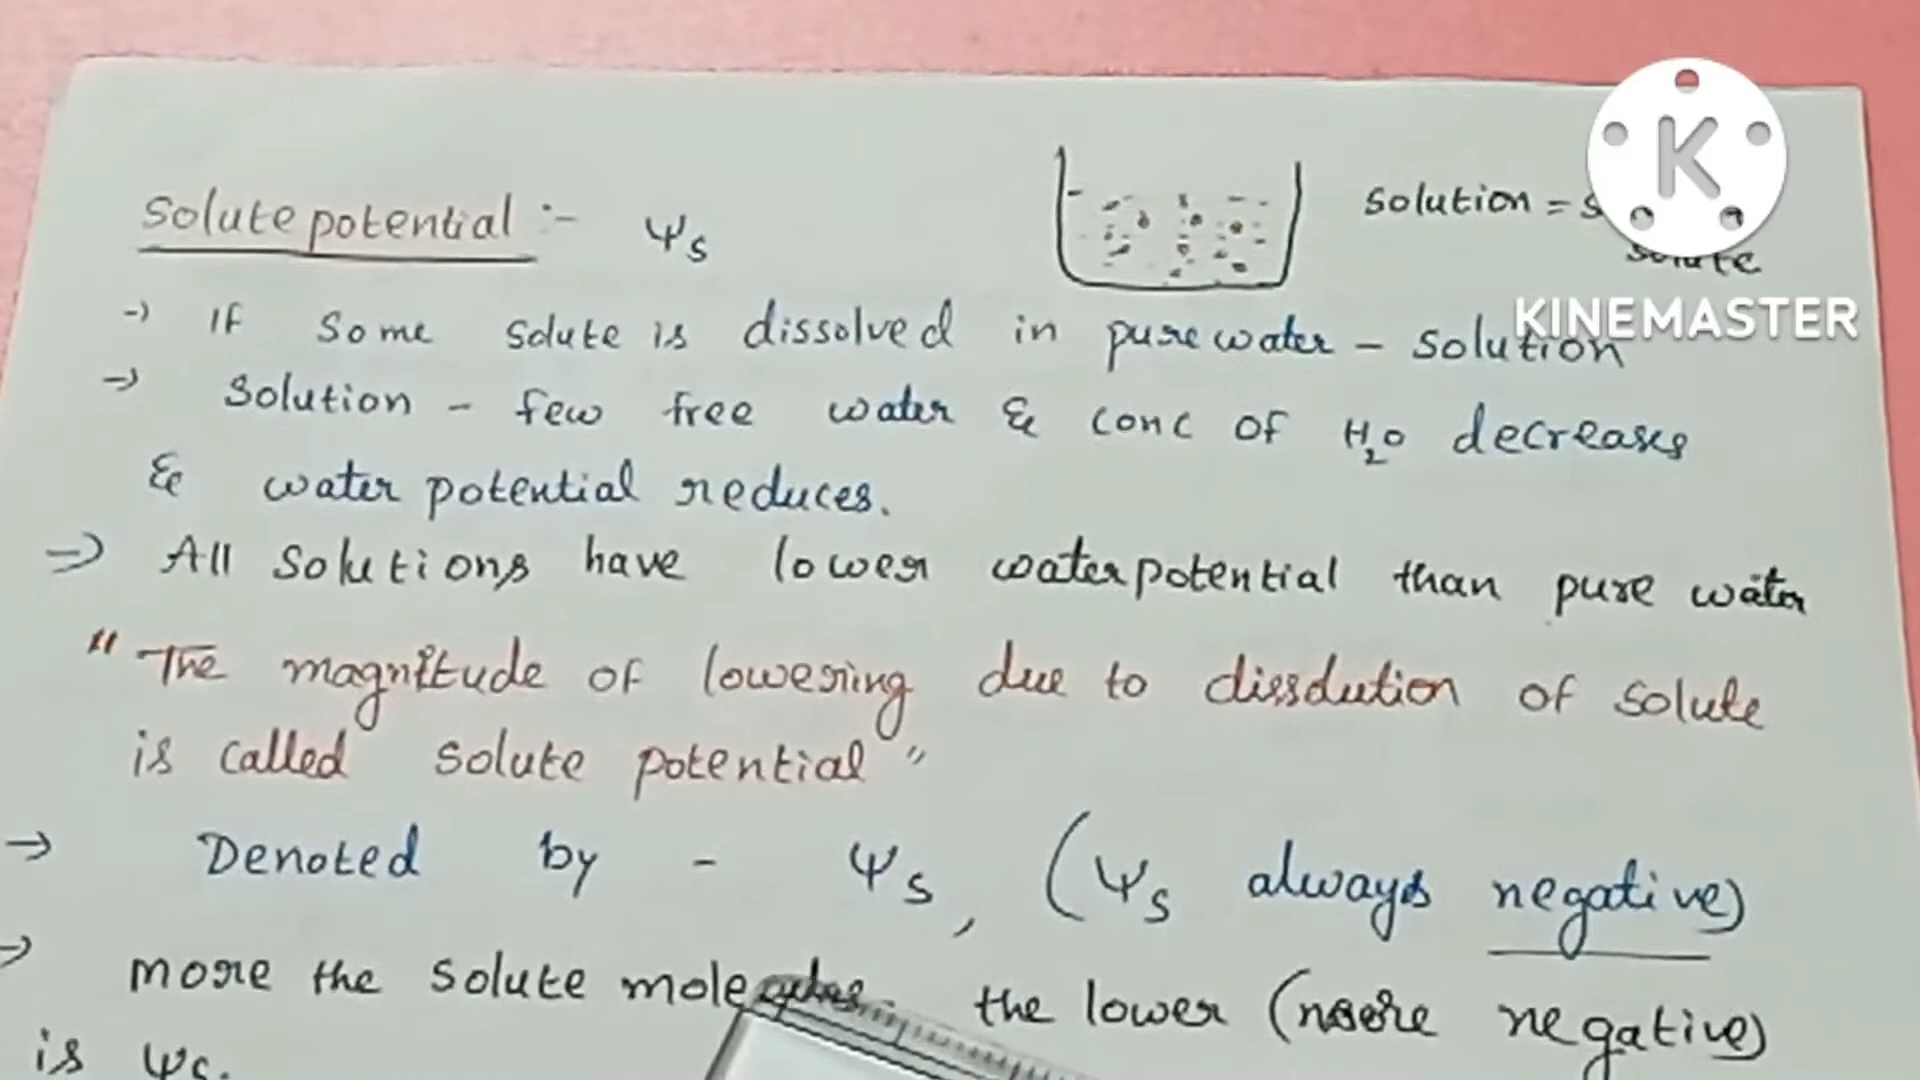 Solute potential :- Ψs
solution = s
solute
K
KINEMASTER
-) If some solute is dissolved in pure water - solution
-) Solution - few free water & conc of H₂O decreases
& water potential reduces.
=) All solutions have lower water potential than pure water
"The magnitude of lowering due to dissolution of solute
is called solute potential"
→ Denoted by - Ψs, (Ψs always negative)
→ more the solute molecules the lower (more negative)
is Ψs.